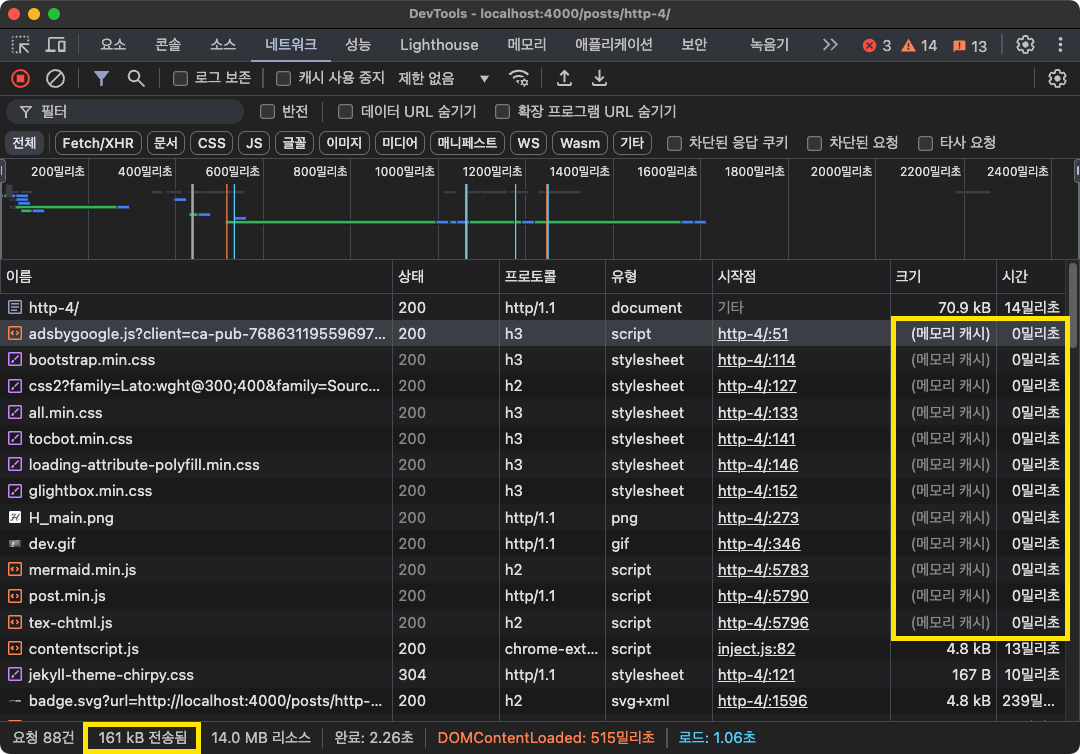 DevTools - localhost:4000/posts/http-4/
요소 콘솔 소스 네트워크 성능 Lighthouse 메모리 애플리케이션 보안 녹음기 3 14 13
로그 보존 캐시 사용 중지 제한 없음
필터 반전 데이터 URL 숨기기 확장 프로그램 URL 숨기기
전체 Fetch/XHR 문서 CSS JS 글꼴 이미지 미디어 매니페스트 WS Wasm 기타 차단된 응답 쿠키 차단된 요청 타사 요청
200밀리초 400밀리초 600밀리초 800밀리초 1000밀리초 1200밀리초 1400밀리초 1600밀리초 1800밀리초 2000밀리초 2200밀리초 2400밀리초
이름 상태 프로토콜 유형 시작점 크기 시간
http-4/ 200 http/1.1 document 기타 70.9 kB 14밀리초
adsbygoogle.js?client=ca-pub-76863119559697... 200 h3 script http-4/:51 (메모리 캐시) 0밀리초
bootstrap.min.css 200 h3 stylesheet http-4/:114 (메모리 캐시) 0밀리초
css2?family=Lato:wght@300;400&family=Sourc... 200 h2 stylesheet http-4/:127 (메모리 캐시) 0밀리초
all.min.css 200 h3 stylesheet http-4/:133 (메모리 캐시) 0밀리초
tocbot.min.css 200 h3 stylesheet http-4/:141 (메모리 캐시) 0밀리초
loading-attribute-polyfill.min.css 200 h3 stylesheet http-4/:146 (메모리 캐시) 0밀리초
glightbox.min.css 200 h3 stylesheet http-4/:152 (메모리 캐시) 0밀리초
H_main.png 200 http/1.1 png http-4/:273 (메모리 캐시) 0밀리초
dev.gif 200 http/1.1 gif http-4/:346 (메모리 캐시) 0밀리초
mermaid.min.js 200 h2 script http-4/:5783 (메모리 캐시) 0밀리초
post.min.js 200 http/1.1 script http-4/:5790 (메모리 캐시) 0밀리초
tex-chtml.js 200 h2 script http-4/:5796 (메모리 캐시) 0밀리초
contentscript.js 200 chrome-ext... script inject.js:82 4.8 kB 13밀리초
jekyll-theme-chirpy.css 304 http/1.1 stylesheet http-4/:121 167 B 10밀리초
badge.svg?url=http://localhost:4000/posts/http-... 200 h2 svg+xml http-4/:1596 4.8 kB 239밀...
요청 88건 161 kB 전송됨 14.0 MB 리소스 완료: 2.26초 DOMContentLoaded: 515밀리초 로드: 1.06초